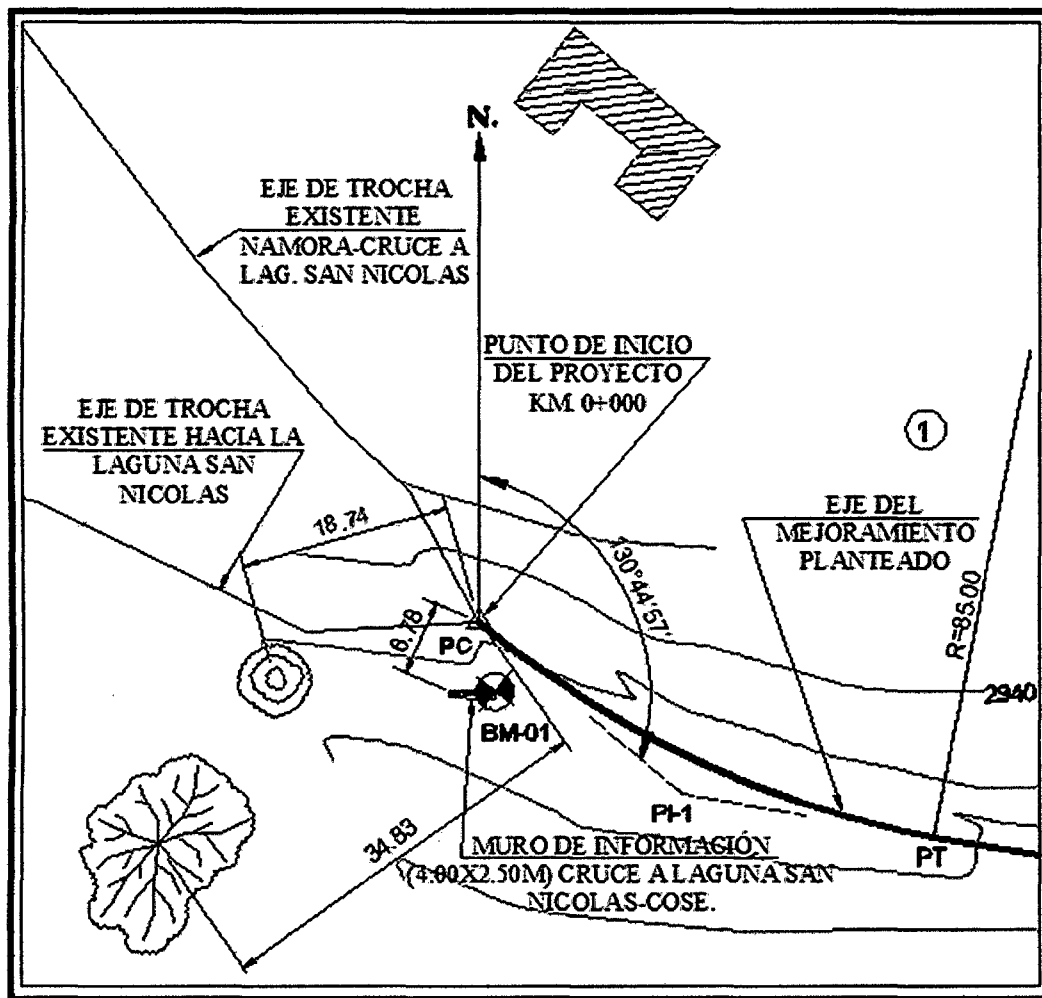 N.
EJE DE TROCHA
EXISTENTE
NAMORA-CRUCE A
LAG. SAN NICOLAS
PUNTO DE INICIO
DEL PROYECTO
KM. 0+000
EJE DE TROCHA
EXISTENTE HACIA LA
LAGUNA SAN
NICOLAS
1
EJE DEL
MEJORAMIENTO
PLANTEADO
18.74
130°44'57"
R=85.00
6.78
PC
2940
BM-01
PI-1
PT
34.83
MURO DE INFORMACIÓN
(4.00X2.50M) CRUCE A LAGUNA SAN
NICOLAS-COSE.